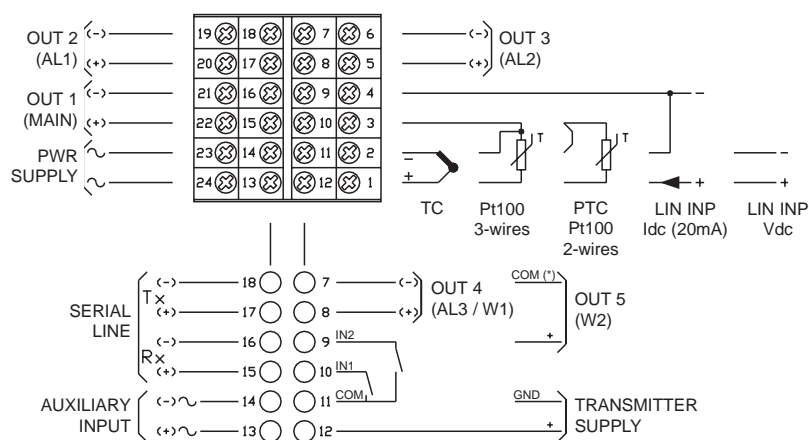 OUT 2
(AL1)
(-)
(+)
19 18 7 6
20 17 8 5
(-)
(+)
OUT 3
(AL2)
OUT 1
(MAIN)
(-)
(+)
21 16 9 4
22 15 10 3
-
PWR
SUPPLY
23 14 11 2
24 13 12 1
-
+
T
T
-
+
-
+
TC
Pt100
3-wires
PTC
Pt100
2-wires
LIN INP
Idc (20mA)
LIN INP
Vdc
SERIAL
LINE
Tx
(-) 18
(+) 17
Rx
(-) 16
(+) 15
AUXILIARY
INPUT
(-) 14
(+) 13
7 (-)
8 (+)
OUT 4
(AL3 / W1)
9 IN2
10 IN1
11 COM
12
COM (*)
+
OUT 5
(W2)
GND
+
TRANSMITTER
SUPPLY